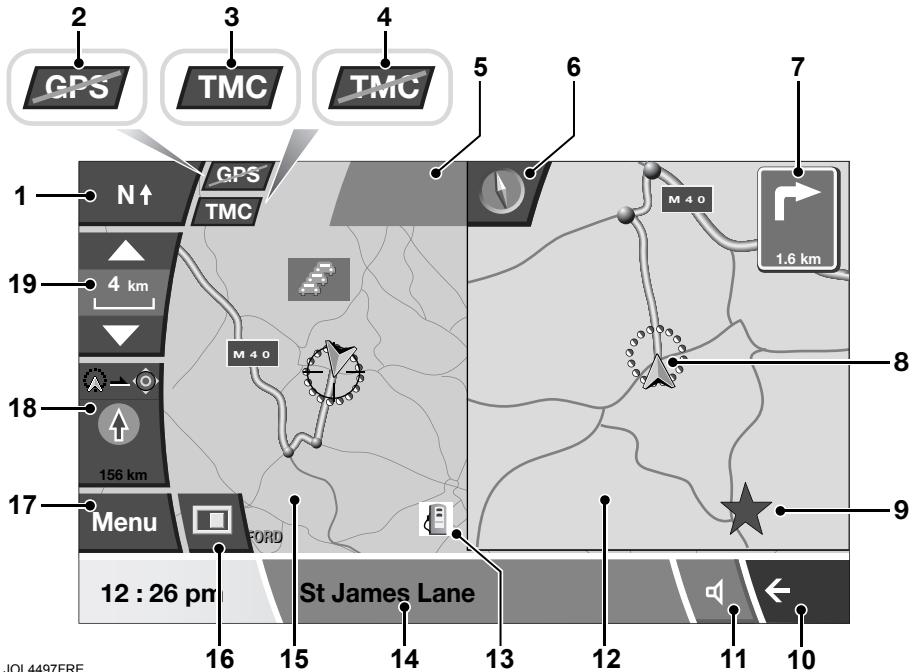 2 3 4
GPS TMC TMC 5 6 7
GPS
1 N TMC M 4 0
1.6 km
19 4 km
M 4 0 8
18
156 km
17 Menu 9
FORD
12 : 26 pm St James Lane
16 15 14 13 12 11 10
JOL4497ERE